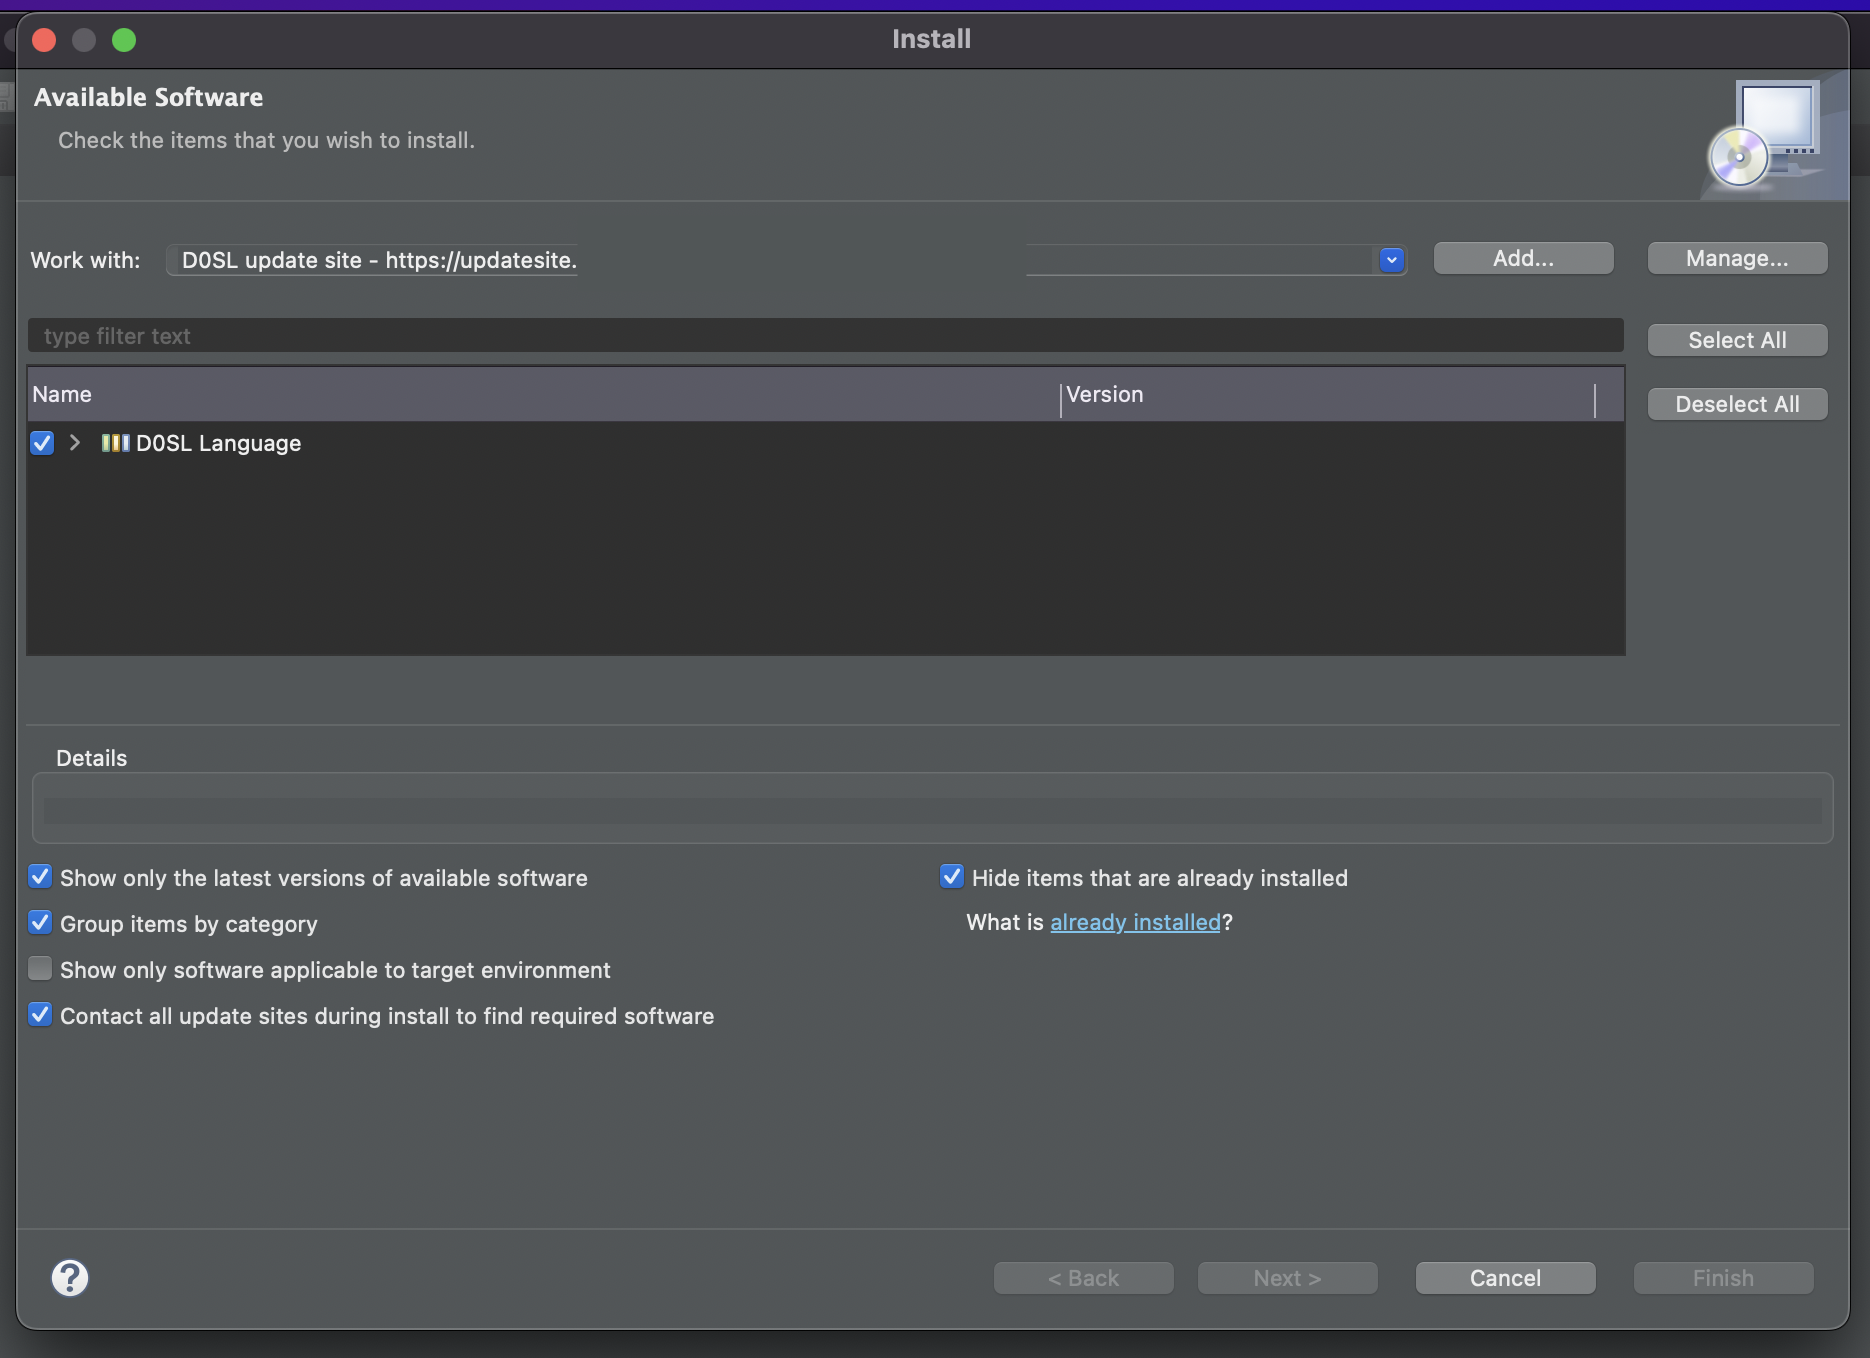 Install
Available Software
Check the items that you wish to install.
Work with: D0SL update site - https://updatesite. Add... Manage...
type filter text
Select All
Name Version
Deselect All
D0SL Language
Details
Show only the latest versions of available software
Hide items that are already installed
Group items by category
What is already installed?
Show only software applicable to target environment
Contact all update sites during install to find required software
? < Back Next > Cancel Finish